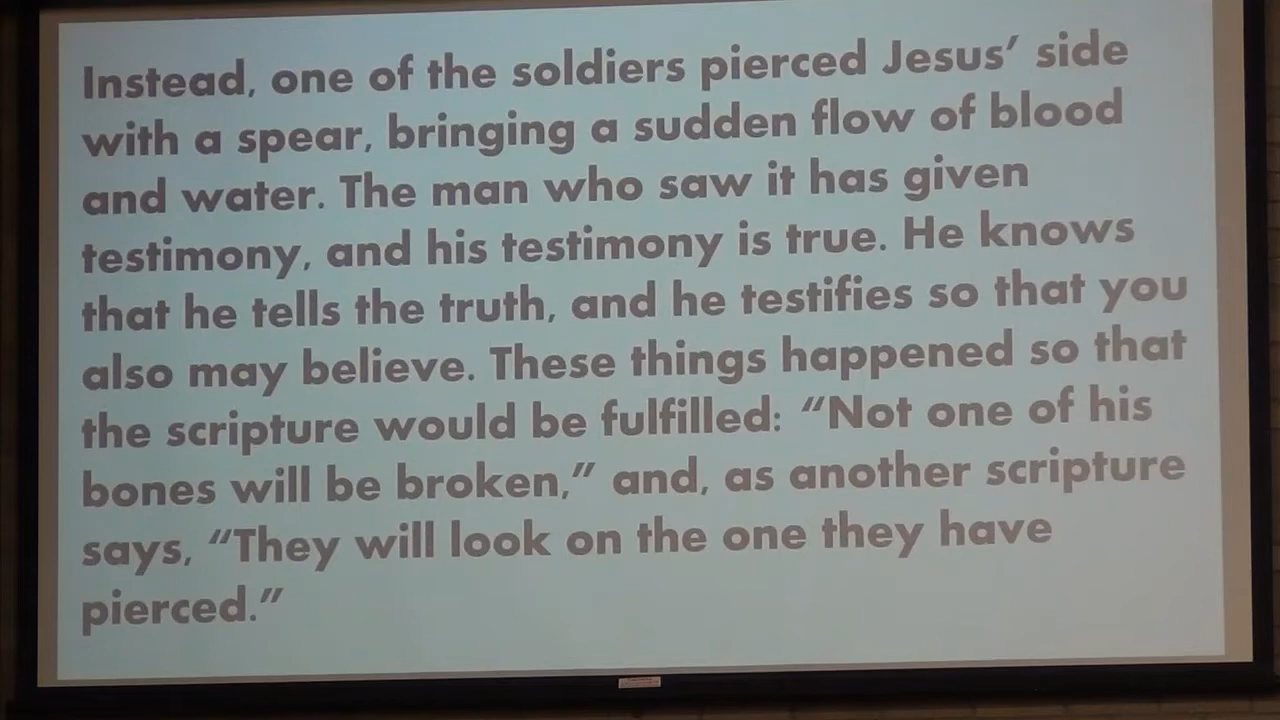 Instead, one of the soldiers pierced Jesus’ side
with a spear, bringing a sudden flow of blood
and water. The man who saw it has given
testimony, and his testimony is true. He knows
that he tells the truth, and he testifies so that you
also may believe. These things happened so that
the scripture would be fulfilled: “Not one of his
bones will be broken,” and, as another scripture
says, “They will look on the one they have
pierced.”